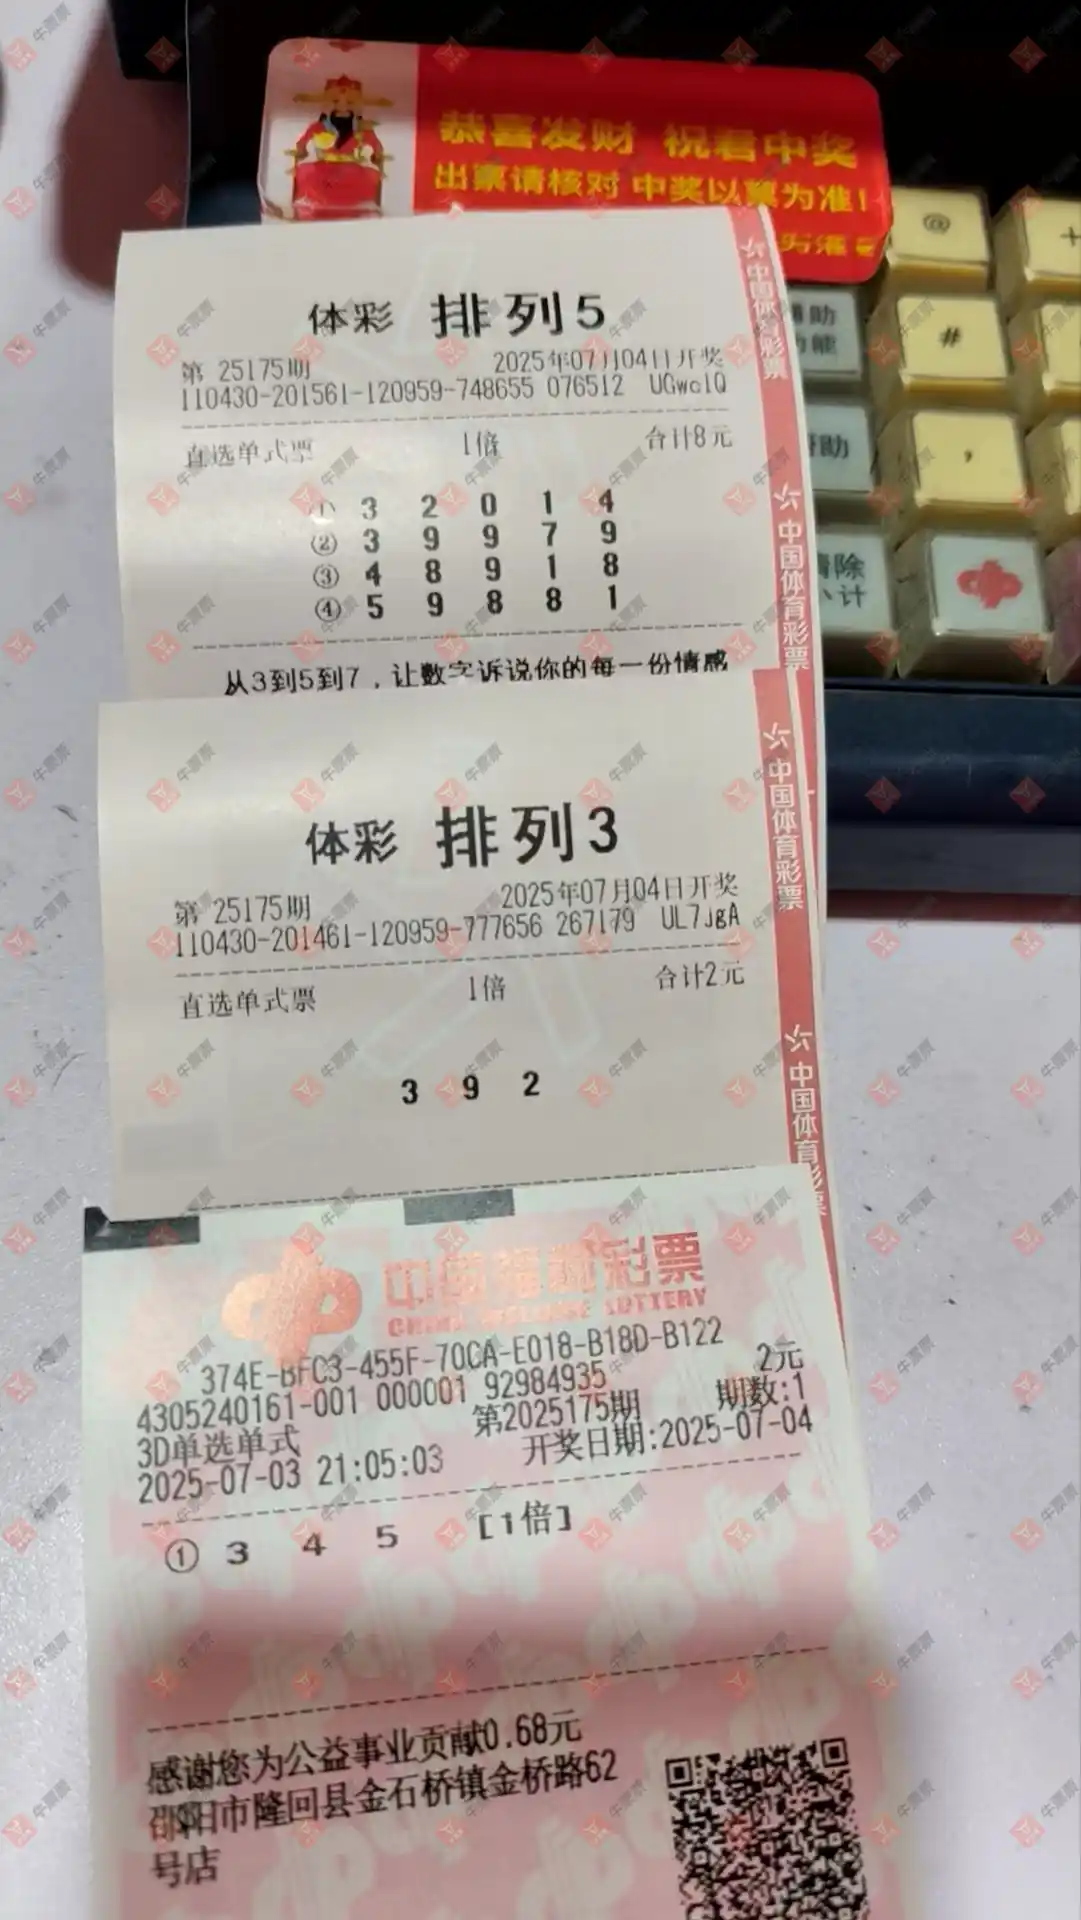 恭喜发财 祝君中奖
出票请核对 中奖以票为准!
@
+
#
,
体彩 排列5
第 25175期 2025年07月04日开奖
110430-201561-120959-748655 076512 UGwc1Q
直选单式票 1倍 合计8元
① 3 2 0 1 4
② 3 9 9 7 9
③ 4 8 9 1 8
④ 5 9 8 8 1
从3到5到7，让数字诉说你的每一份情感
中国体育彩票
中国体育彩票
体彩 排列3
第 25175期 2025年07月04日开奖
110430-201461-120959-777656 267179 UL7JgA
直选单式票 1倍 合计2元
3 9 2
中国体育彩票
中国体育彩票
中国福利彩票
CHINA WELFARE LOTTERY
374E-BFC3-455F-70CA-E018-B18D-B122
4305240161-001 000001 92984935 2元
3D单选单式 第2025175期 期数:1
2025-07-03 21:05:03 开奖日期:2025-07-04
① 3 4 5 [1倍]
感谢您为公益事业贡献0.68元
邵阳市隆回县金石桥镇金桥路62
号店
牛票票